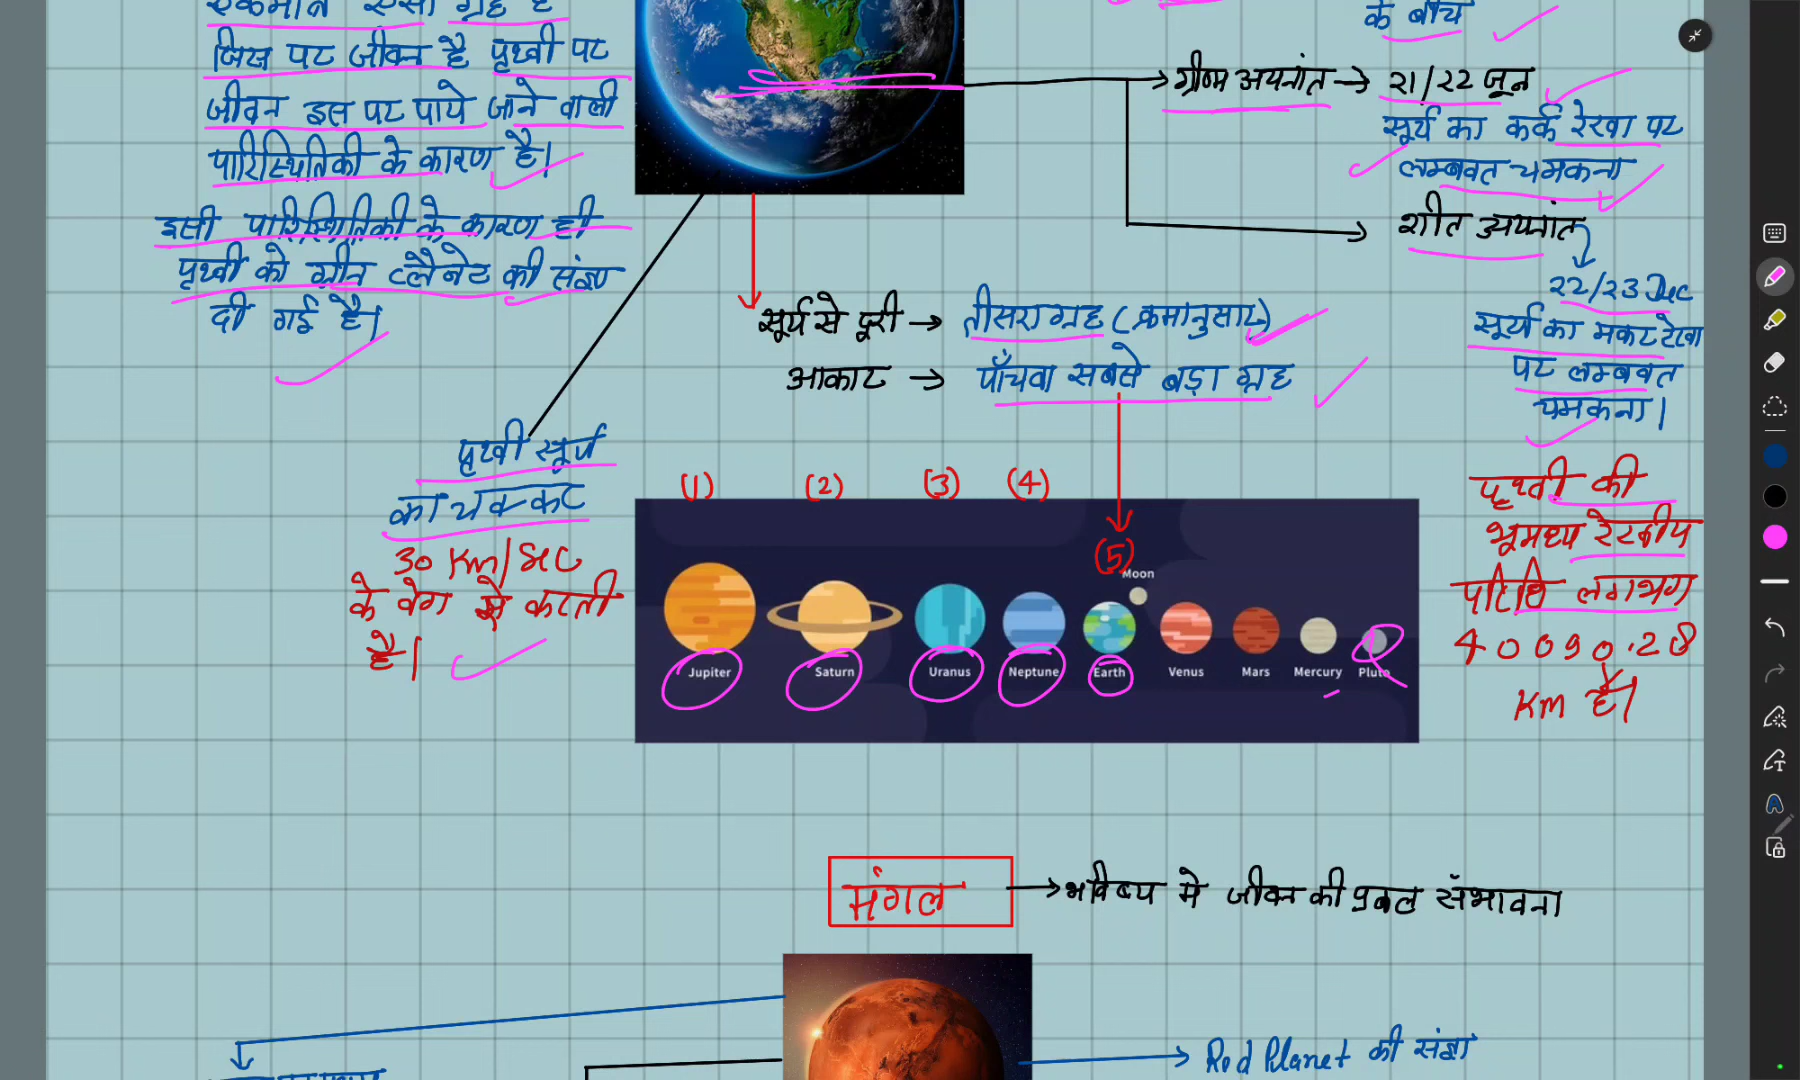 एकमात्र ऐसा ग्रह है
जिस पर जीवन है पृथ्वी पर
जीवन इस पर पाये जाने वाली
पारिस्थितिकी के कारण है।
इसी पारिस्थितिकी के कारण ही
पृथ्वी को ग्रीन प्लैनेट की संज्ञा
दी गई है।
के बीच
ग्रीष्म अयनांत → 21/22 जून
सूर्य का कर्क रेखा पर
लम्बवत चमकना
शीत अयनांत
22/23 Dec
सूर्य का मकर रेखा
पर लम्बवत
चमकना।
सूर्य से दूरी → तीसरा ग्रह (क्रमानुसार)
आकार → पाँचवा सबसे बड़ा ग्रह
पृथ्वी सूर्य
का चक्कर
30 Km/Sec
के वेग से करती
है।
(1) (2) (3) (4)
(5)
Moon
Jupiter Saturn Uranus Neptune Earth Venus Mars Mercury Pluto
पृथ्वी की
भूमध्य रेखीय
परिधि लगभग
40090.28
Km है।
मंगल → भविष्य मे जीवन की प्रबल संभावना
Red Planet की संज्ञा